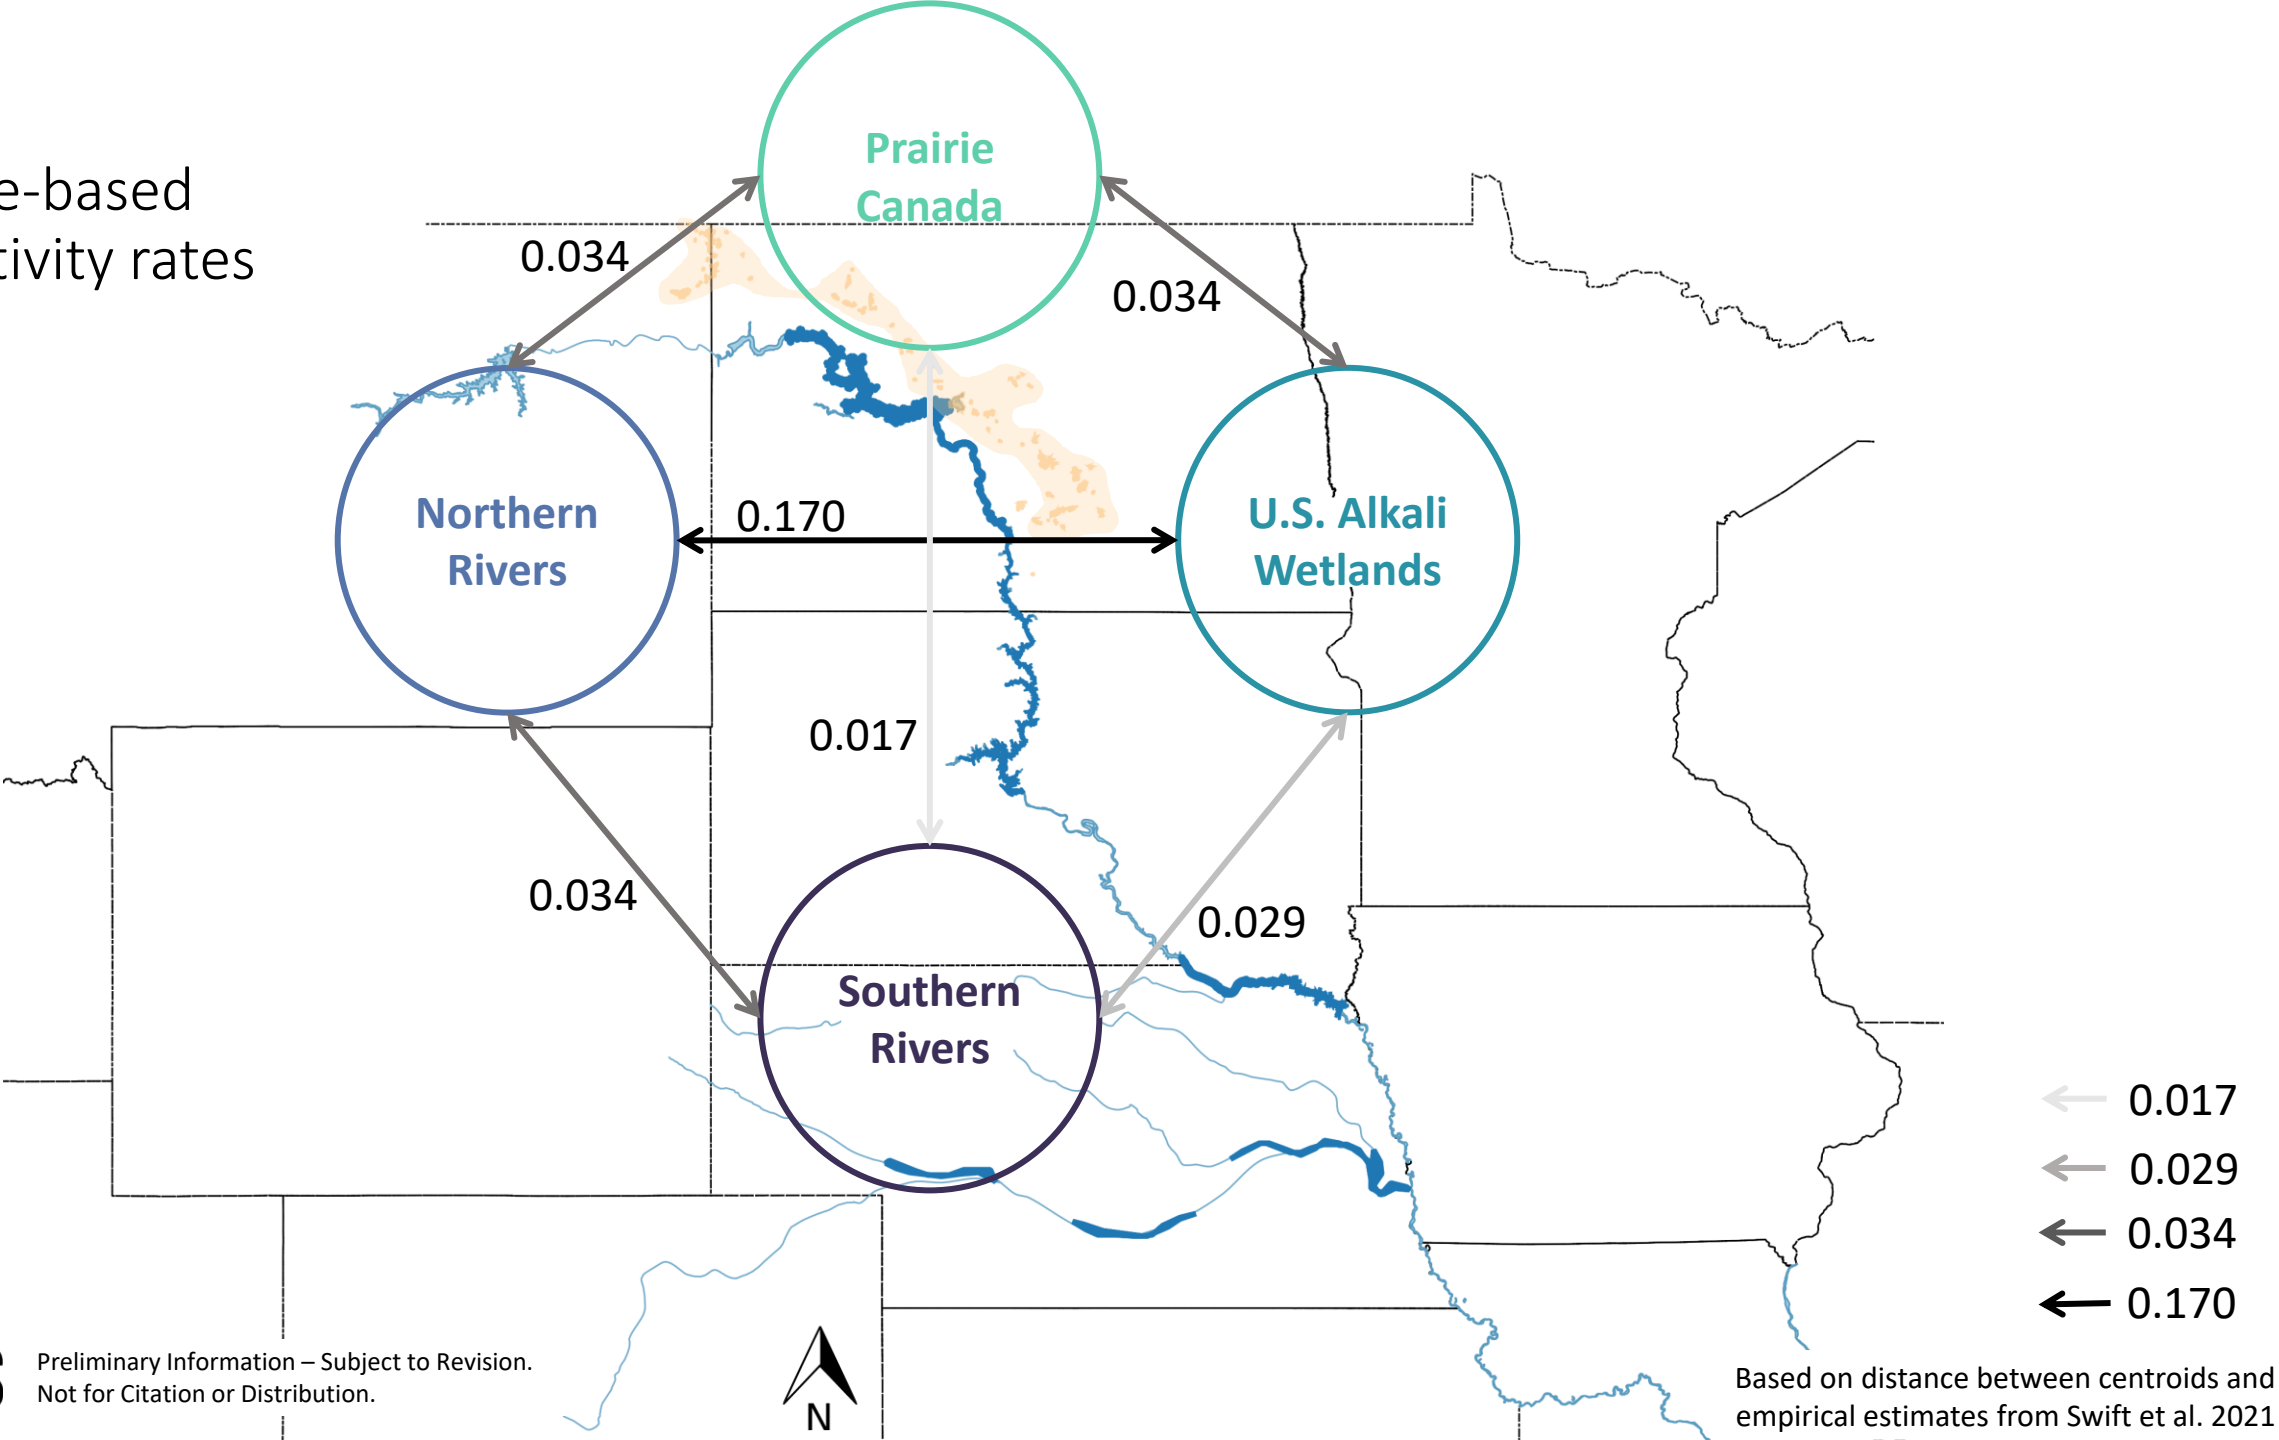 e-based
tivity rates
Prairie
Canada
0.034
0.034
Northern
Rivers
0.170
U.S. Alkali
Wetlands
0.017
0.034
0.029
Southern
Rivers
0.017
0.029
0.034
0.170
Preliminary Information – Subject to Revision.
Not for Citation or Distribution.
N
Based on distance between centroids and
empirical estimates from Swift et al. 2021